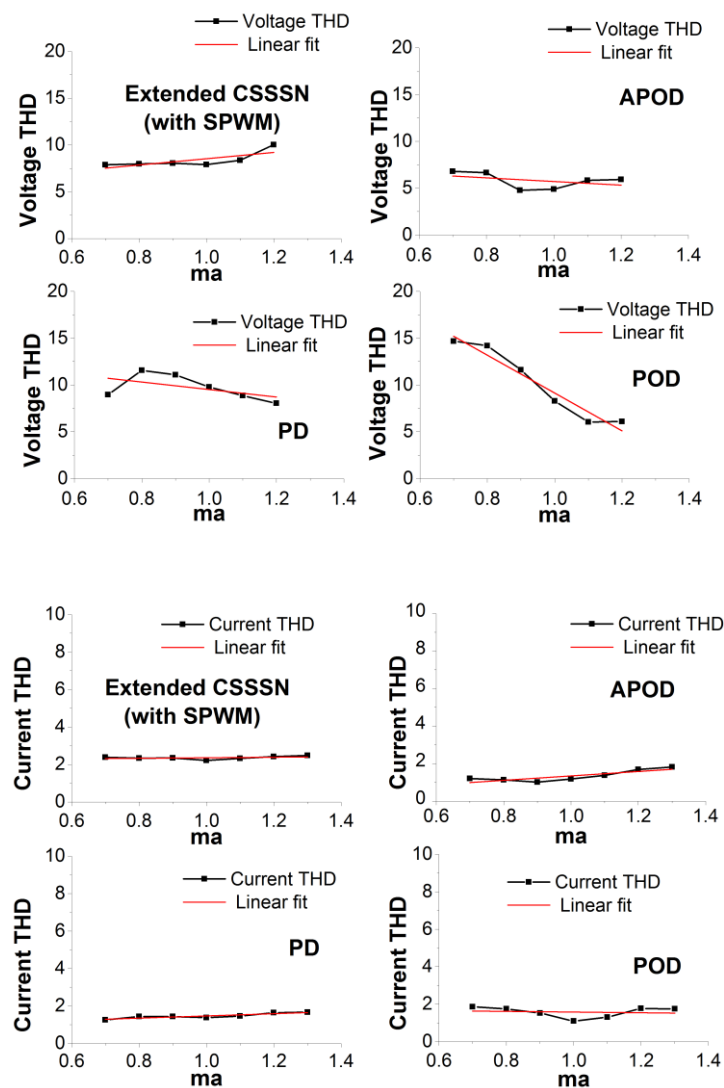 Voltage THD
Linear fit
Extended CSSSN
(with SPWM)
20
15
10
5
0
Voltage THD
0.6 0.8 1.0 1.2 1.4
ma
Voltage THD
Linear fit
APOD
20
15
10
5
0
Voltage THD
0.6 0.8 1.0 1.2 1.4
ma
Voltage THD
Linear fit
PD
20
15
10
5
0
Voltage THD
0.6 0.8 1.0 1.2 1.4
ma
Voltage THD
Linear fit
POD
20
15
10
5
0
Voltage THD
0.6 0.8 1.0 1.2 1.4
ma
Current THD
Linear fit
Extended CSSSN
(with SPWM)
10
8
6
4
2
0
Current THD
0.6 0.8 1.0 1.2 1.4
ma
Current THD
Linear fit
APOD
10
8
6
4
2
0
Current THD
0.6 0.8 1.0 1.2 1.4
ma
Current THD
Linear fit
PD
10
8
6
4
2
0
Current THD
0.6 0.8 1.0 1.2 1.4
ma
Current THD
Linear fit
POD
10
8
6
4
2
0
Current THD
0.6 0.8 1.0 1.2 1.4
ma